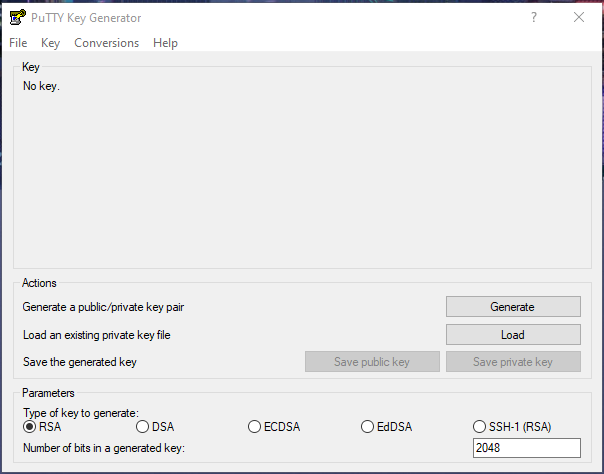 PuTTY Key Generator ?
File Key Conversions Help
Key
No key.
Actions
Generate a public/private key pair Generate
Load an existing private key file Load
Save the generated key Save public key Save private key
Parameters
Type of key to generate:
RSA DSA ECDSA EdDSA SSH-1 (RSA)
Number of bits in a generated key: 2048